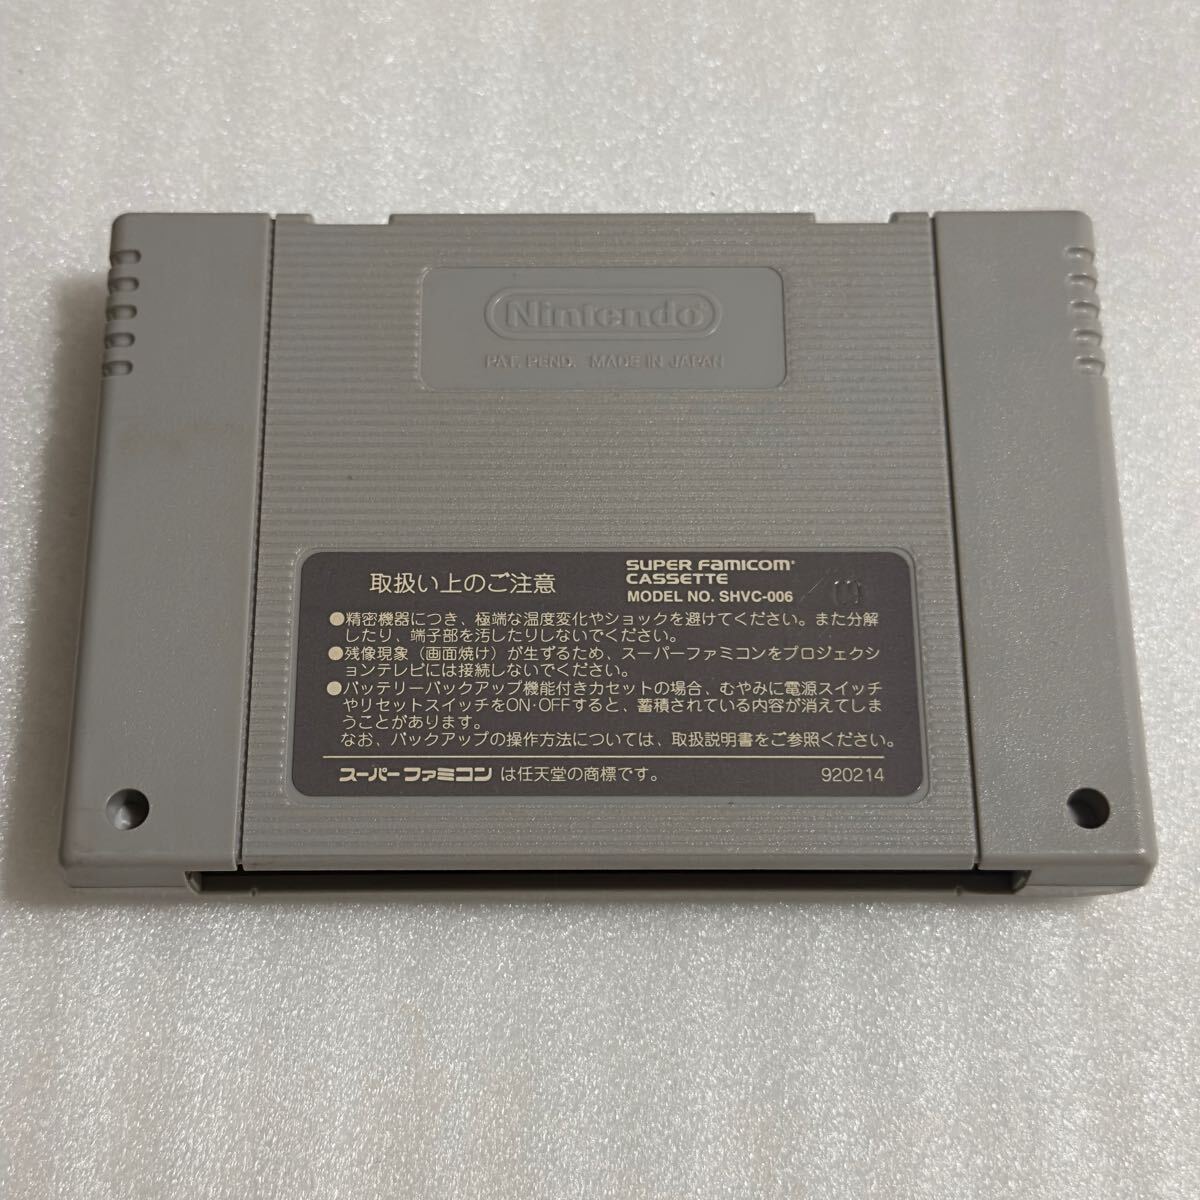 Nintendo
PAT. PEND. MADE IN JAPAN
取扱い上のご注意
SUPER FAMICOM
CASSETTE
MODEL NO. SHVC-006
●精密機器につき、極端な温度変化やショックを避けてください。また分解
したり、端子部を汚したりしないでください。
●残像現象（画面焼け）が生ずるため、スーパーファミコンをプロジェクシ
ョンテレビには接続しないでください。
●バッテリーバックアップ機能付きカセットの場合、むやみに電源スイッチ
やリセットスイッチをON・OFFすると、蓄積されている内容が消えてしま
うことがあります。
なお、バックアップの操作方法については、取扱説明書をご参照ください。
スーパーファミコン は任天堂の商標です。
920214